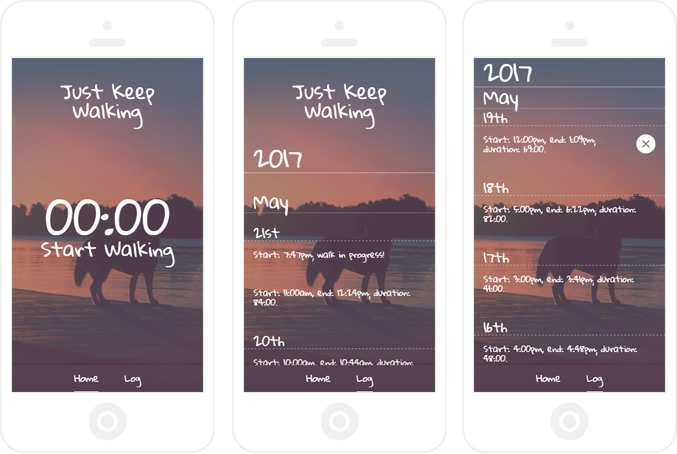 Just Keep
Walking
00:00
Start Walking
Home Log
Just Keep
Walking
2017
May
21st
Start: 7:47pm, walk in progress!
Start: 11:00am, end: 12:24pm, duration:
84:00.
20th
Start: 10:00am, end: 10:44am, duration:
Home Log
2017
May
19th
Start: 12:00pm, end: 1:09pm,
duration: 69:00.
18th
Start: 5:00pm, end: 6:22pm, duration:
82:00.
17th
Start: 3:00pm, end: 3:41pm, duration:
41:00.
16th
Start: 4:00pm, end: 4:48pm, duration:
48:00.
Home Log